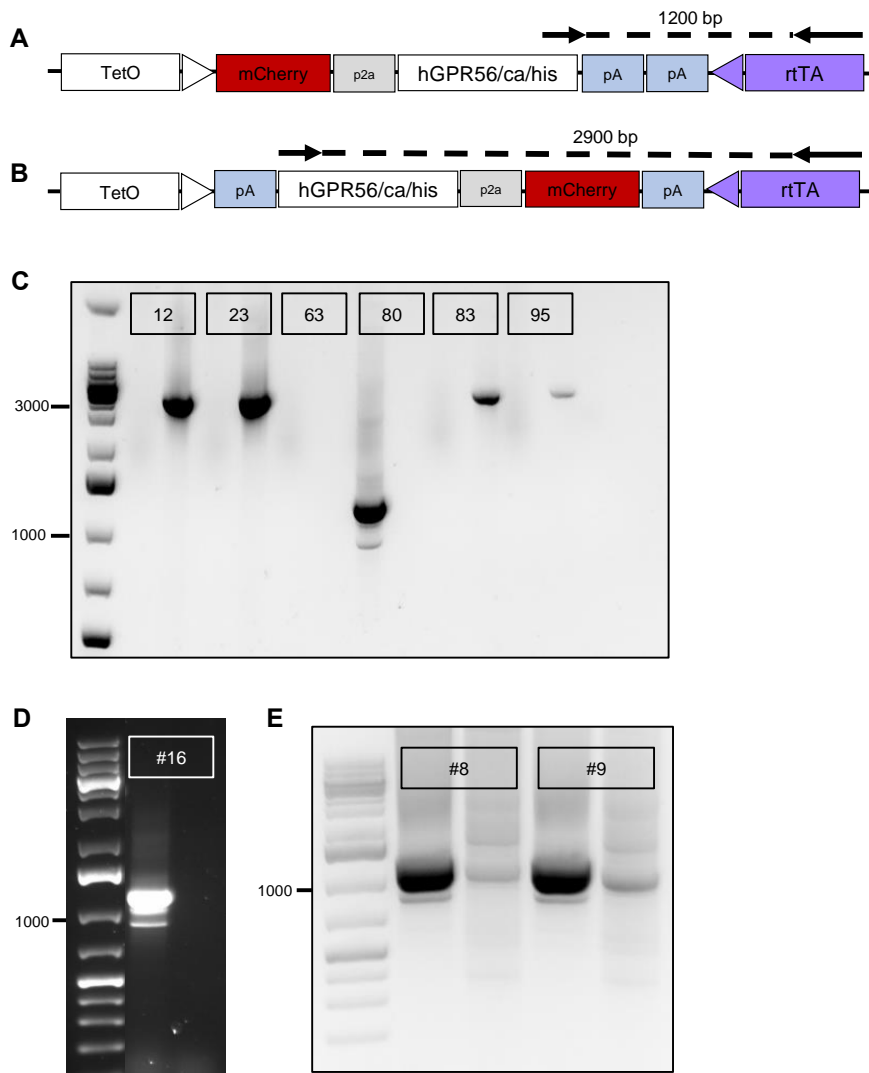 A
1200 bp
TetO mCherry p2a hGPR56/ca/his pA pA rtTA
B
2900 bp
TetO pA hGPR56/ca/his p2a mCherry pA rtTA
C
12 23 63 80 83 95
3000
1000
D
#16
1000
E
#8 #9
1000